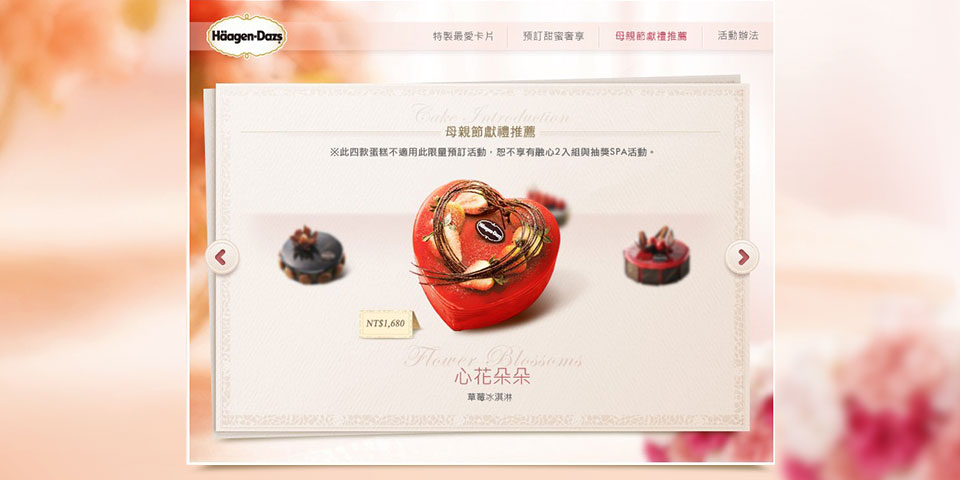 Häagen-Dazs
特製最愛卡片
預訂甜蜜奢享
母親節獻禮推薦
活動辦法
Cake Introduction
母親節獻禮推薦
※此四款蛋糕不適用此限量預訂活動,恕不享有融心2入組與抽獎SPA活動。
Häagen-Dazs
NT$1,680
Flower Blossoms
心花朵朵
草莓冰淇淋